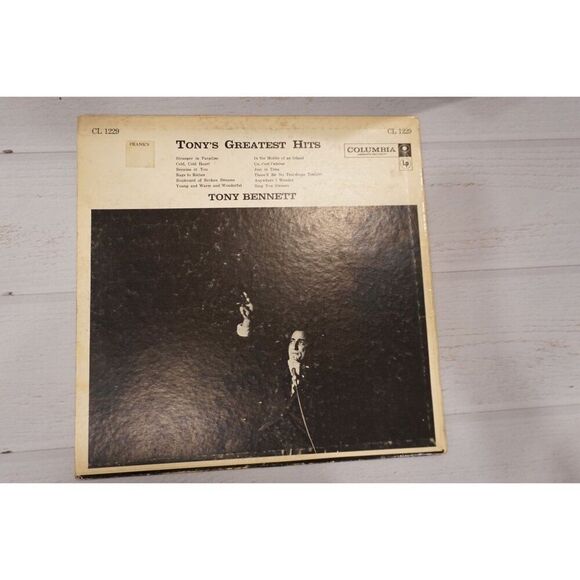 CL 1229
CL 1229
FRANK'S
TONY'S GREATEST HITS
COLUMBIA
Lp
Stranger in Paradise
Cold, Cold Heart
Because of You
Rags to Riches
Boulevard of Broken Dreams
Young and Warm and Wonderful
In the Middle of an Island
Ca, c'est l'amour
Just in Time
There'll Be No Teardrops Tonight
Anywhere I Wander
Sing You Sinners
TONY BENNETT